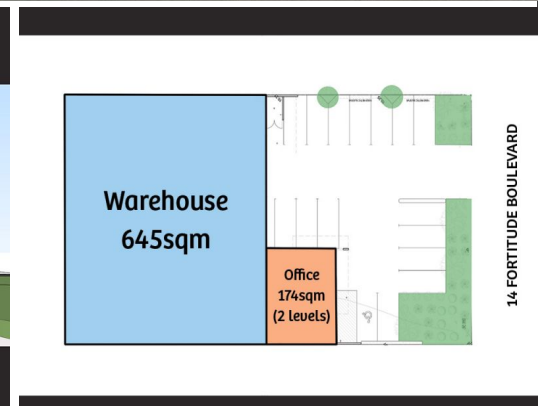 Warehouse
645sqm
Office
174sqm
(2 levels)
14 FORTITUDE BOULEVARD